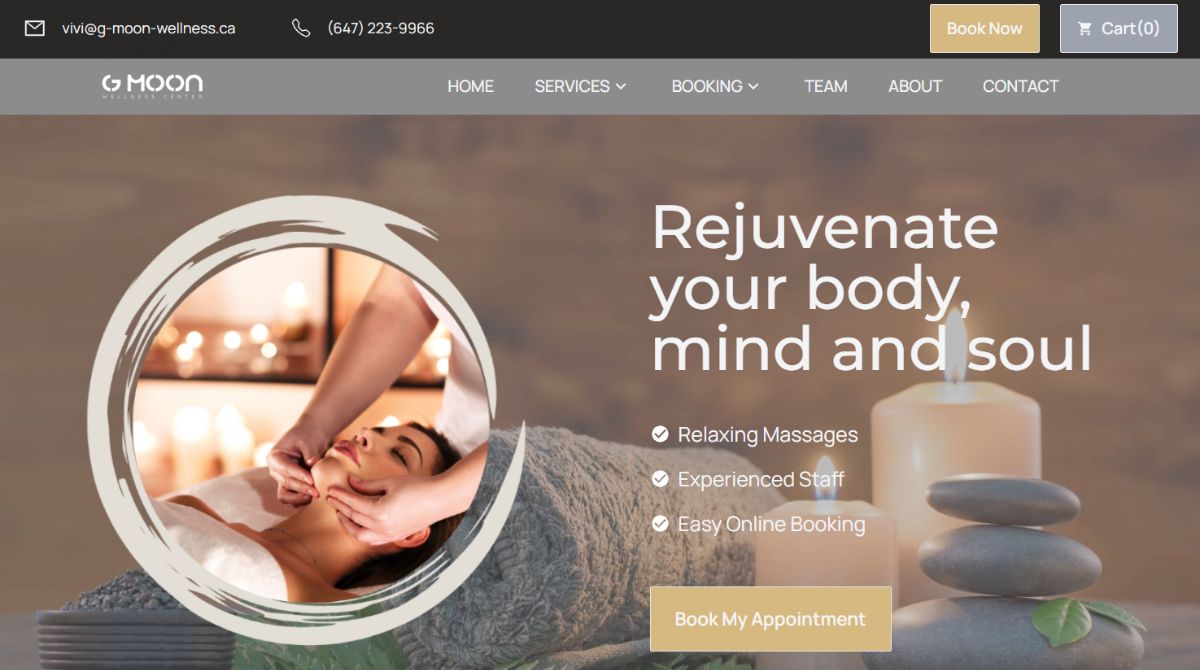 vivi@g-moon-wellness.ca
(647) 223-9966
Book Now
Cart(0)
G MOON
WELLNESS CENTER
HOME
SERVICES
BOOKING
TEAM
ABOUT
CONTACT
Rejuvenate
your body,
mind and soul
Relaxing Massages
Experienced Staff
Easy Online Booking
Book My Appointment